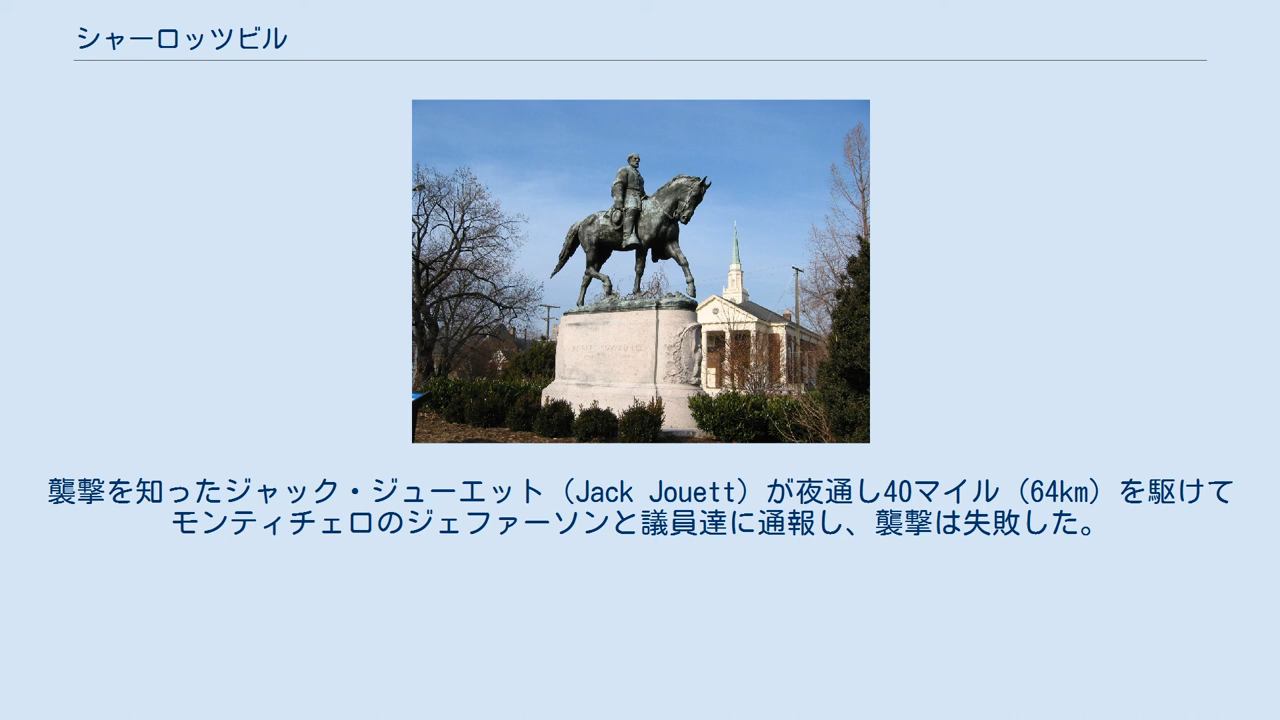 シャーロッツビル
襲撃を知ったジャック・ジューエット（Jack Jouett）が夜通し40マイル（64km）を駆けて
モンティチェロのジェファーソンと議員達に通報し、襲撃は失敗した。